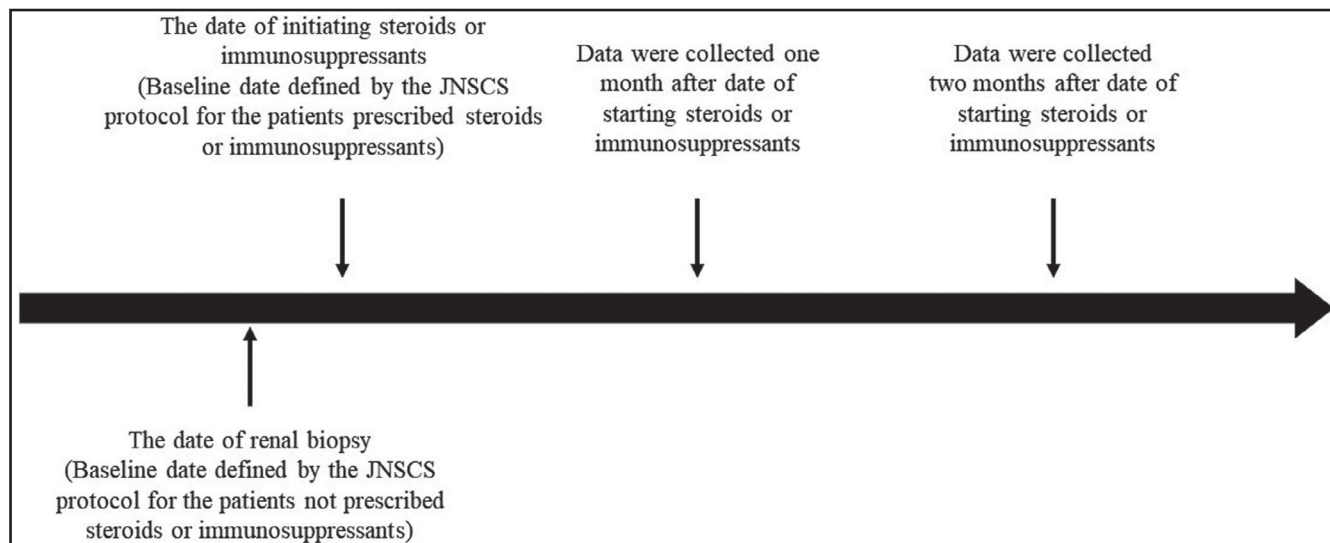 The date of initiating steroids or
immunosuppressants
(Baseline date defined by the JNSCS
protocol for the patients prescribed steroids
or immunosuppressants)
Data were collected one
month after date of
starting steroids or
immunosuppressants
Data were collected
two months after date of
starting steroids or
immunosuppressants
The date of renal biopsy
(Baseline date defined by the JNSCS
protocol for the patients not prescribed
steroids or immunosuppressants)